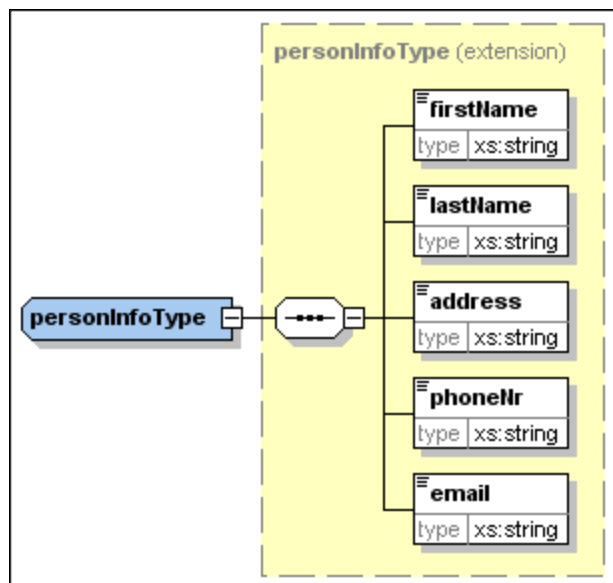 personInfoType (extension)
firstName
type xs:string
lastName
type xs:string
personInfoType
address
type xs:string
phoneNr
type xs:string
email
type xs:string